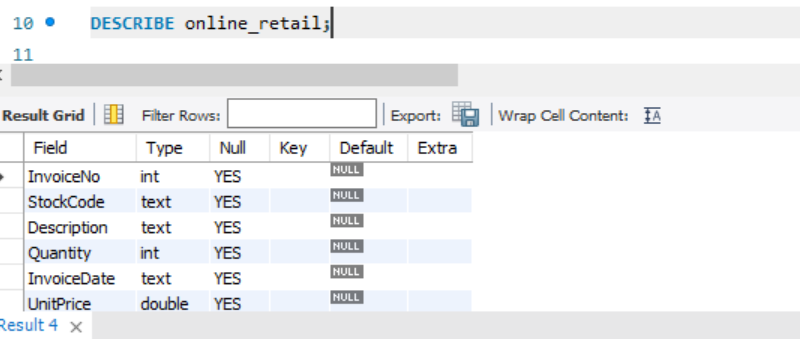 10 DESCRIBE online_retail;
11
Result Grid Filter Rows: Export: Wrap Cell Content: IA
Field Type Null Key Default Extra
InvoiceNo int YES NULL
StockCode text YES NULL
Description text YES NULL
Quantity int YES NULL
InvoiceDate text YES NULL
UnitPrice double YES NULL
Result 4